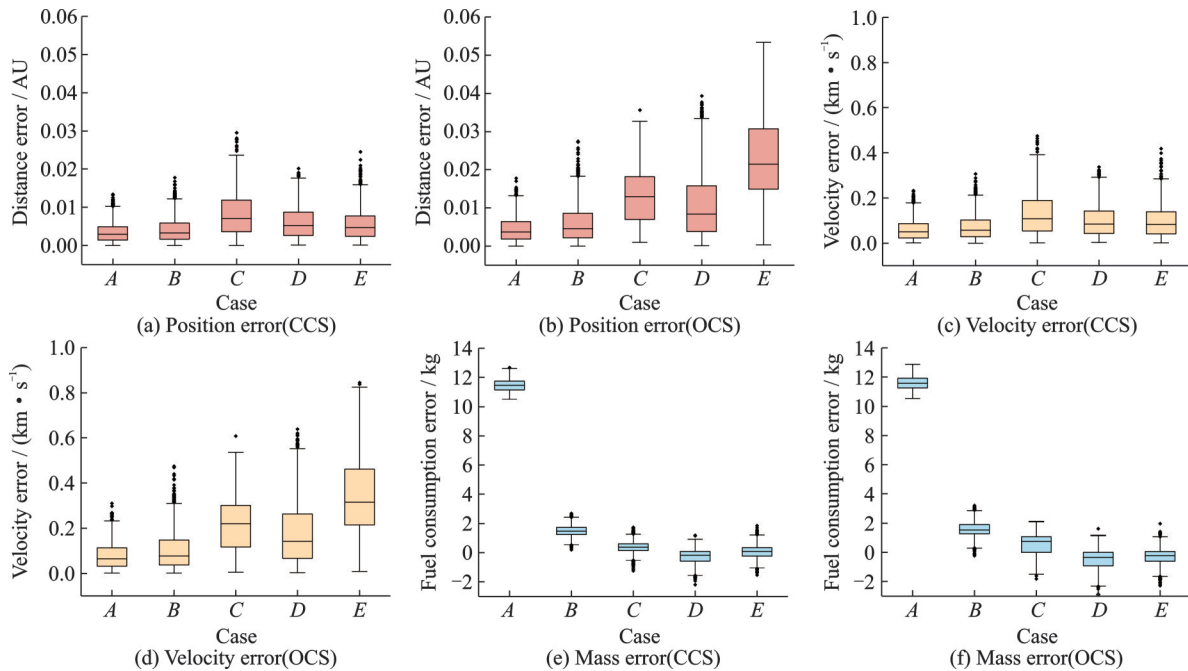 0.06
0.05
0.04
0.03
0.02
0.01
0.00
Distance error / AU
A B C D E
Case
(a) Position error(CCS)
0.06
0.05
0.04
0.03
0.02
0.01
0.00
Distance error / AU
A B C D E
Case
(b) Position error(OCS)
1.0
0.8
0.6
0.4
0.2
0.0
Velocity error / (km • s⁻¹)
A B C D E
Case
(c) Velocity error(CCS)
1.0
0.8
0.6
0.4
0.2
0.0
Velocity error / (km • s⁻¹)
A B C D E
Case
(d) Velocity error(OCS)
14
12
10
8
6
4
2
0
−2
Fuel consumption error / kg
A B C D E
Case
(e) Mass error(CCS)
14
12
10
8
6
4
2
0
−2
Fuel consumption error / kg
A B C D E
Case
(f) Mass error(OCS)